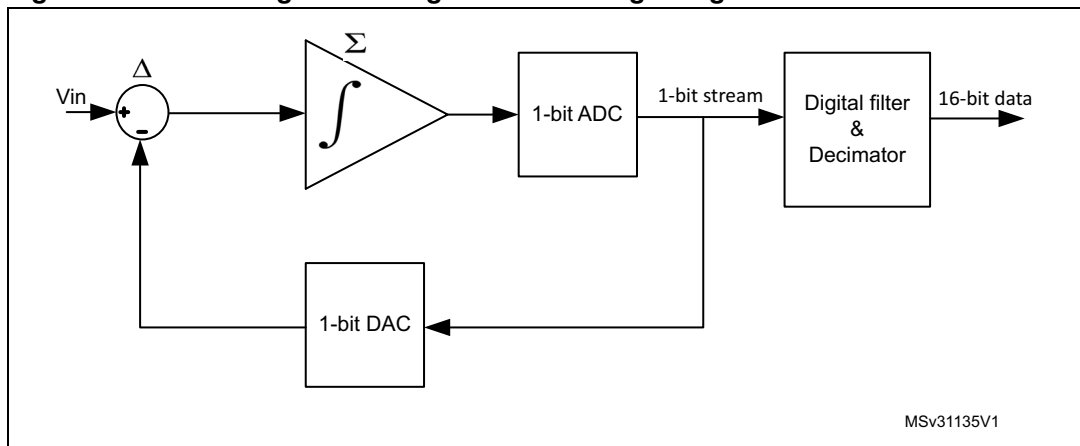 Δ
Σ
Vin
+
-
∫
1-bit ADC
1-bit stream
Digital filter
&
Decimator
16-bit data
1-bit DAC
MSv31135V1